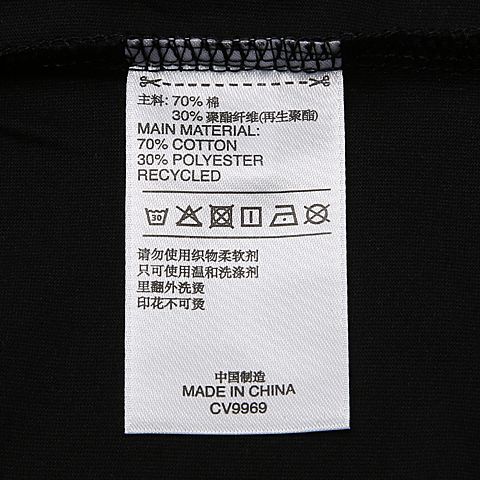 主料: 70% 棉
30% 聚酯纤维(再生聚酯)
MAIN MATERIAL:
70% COTTON
30% POLYESTER
RECYCLED
30
请勿使用织物柔软剂
只可使用温和洗涤剂
里翻外洗烫
印花不可烫
中国制造
MADE IN CHINA
CV9969